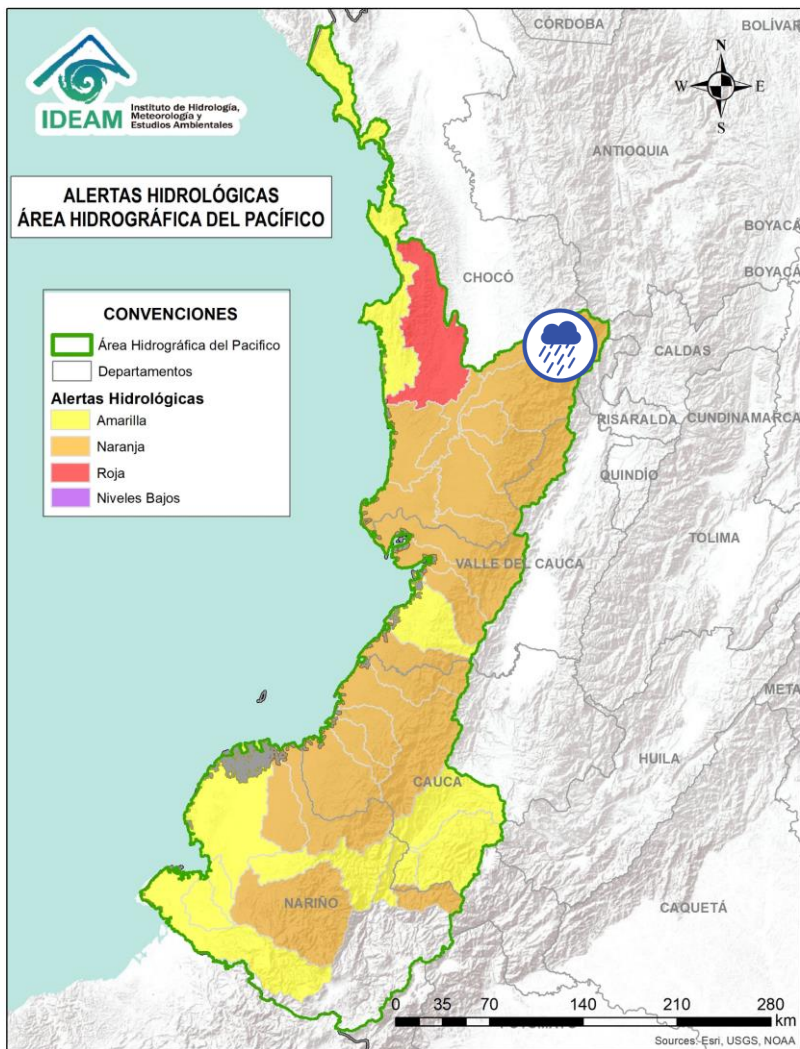 CÓRDOBA
BOLÍVAR
IDEAM
Instituto de Hidrología,
Meteorología y
Estudios Ambientales
N
W E
S
ANTIOQUIA
ALERTAS HIDROLÓGICAS
ÁREA HIDROGRÁFICA DEL PACÍFICO
BOYACÁ
BOYACÁ
CHOCÓ
CONVENCIONES
Área Hidrográfica del Pacifico
Departamentos
Alertas Hidrológicas
Amarilla
Naranja
Roja
Niveles Bajos
CALDAS
RISARALDA
CUNDINAMARCA
QUINDÍO
TOLIMA
VALLE DEL CAUCA
META
HUILA
CAUCA
NARIÑO
CAQUETÁ
0 35 70 140 210 280
km
Sources: Esri, USGS, NOAA